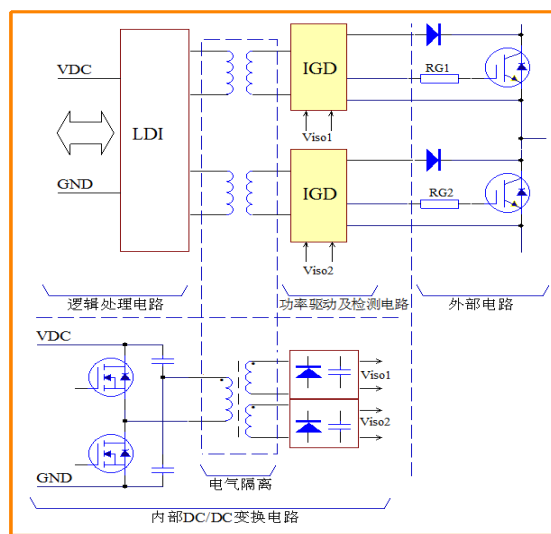 VDC
LDI
GND
IGD
Viso1
RG1
IGD
Viso2
RG2
逻辑处理电路
功率驱动及检测电路
外部电路
VDC
GND
Viso1
Viso2
电气隔离
内部DC/DC变换电路